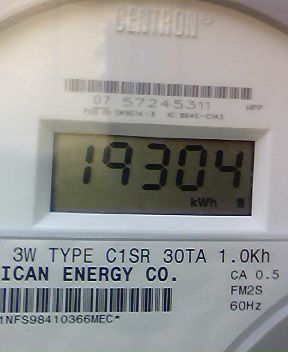 CENTRON®
07 57245311 HPP
19304
kWh
3W TYPE C1SR 30TA 1.0Kh
ICAN ENERGY CO. CA 0.5
FM2S
1NFS98410366MEC* 60Hz